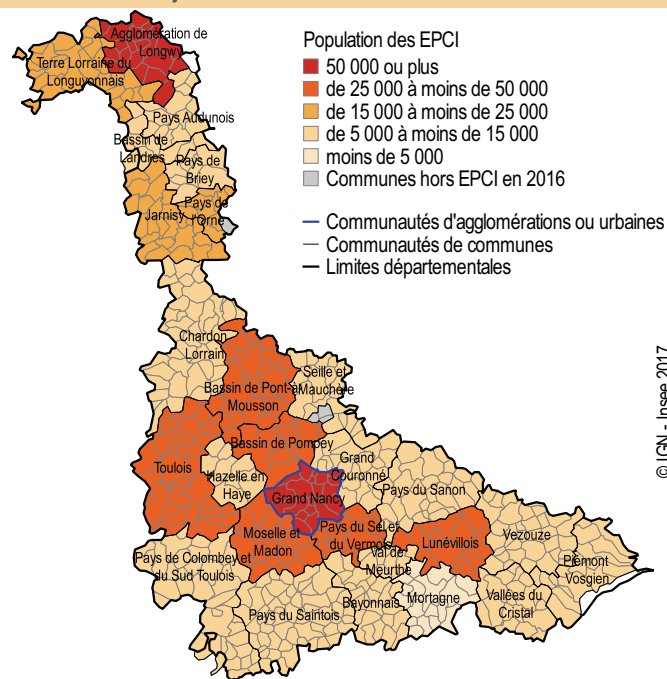 Agglomération de
Longwy
Terre Lorraine du
Longuyonnais
Pays Audunois
Bassin de
Landres
Pays de
Briey
Pays de
l'Orne
Jarnisy
Population des EPCI
50 000 ou plus
de 25 000 à moins de 50 000
de 15 000 à moins de 25 000
de 5 000 à moins de 15 000
moins de 5 000
Communes hors EPCI en 2016
Communautés d'agglomérations ou urbaines
Communautés de communes
Limites départementales
Chardon
Lorrain
Seille et
Mauchère
Bassin de Pont-à-
Mousson
Bassin de Pompey
Toulois
Hazelle en
Haye
Grand
Couronné
Grand Nancy
Pays du Sanon
Moselle et
Madon
Pays du Sel et
du Vermois
Lunévillois
Vezouze
Val de
Meurthe
Piémont
Vosgien
Pays de Colombey et
du Sud Toulois
Pays du Saintois
Bayonnais
Mortagne
Vallées du
Cristal
© IGN - Insee 2017